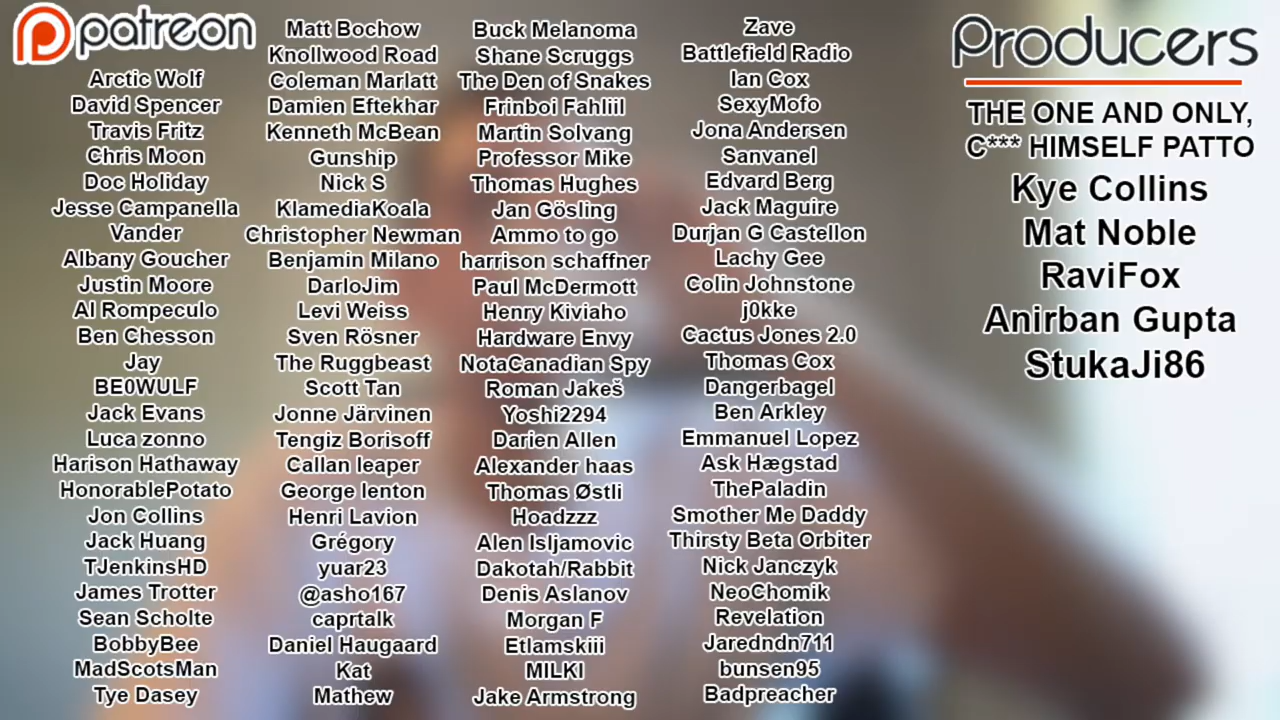 patreon
Arctic Wolf
David Spencer
Travis Fritz
Chris Moon
Doc Holiday
Jesse Campanella
Vander
Albany Goucher
Justin Moore
Al Rompeculo
Ben Chesson
Jay
BE0WULF
Jack Evans
Luca zonno
Harison Hathaway
HonorablePotato
Jon Collins
Jack Huang
TJenkinsHD
James Trotter
Sean Scholte
BobbyBee
MadScotsMan
Tye Dasey
Matt Bochow
Knollwood Road
Coleman Marlatt
Damien Eftekhar
Kenneth McBean
Gunship
Nick S
KlamediaKoala
Christopher Newman
Benjamin Milano
DarloJim
Levi Weiss
Sven Rösner
The Ruggbeast
Scott Tan
Jonne Järvinen
Tengiz Borisoff
Callan leaper
George lenton
Henri Lavion
Grégory
yuar23
@asho167
caprtalk
Daniel Haugaard
Kat
Mathew
Buck Melanoma
Shane Scruggs
The Den of Snakes
Frinboi Fahliil
Martin Solvang
Professor Mike
Thomas Hughes
Jan Gösling
Ammo to go
harrison schaffner
Paul McDermott
Henry Kiviaho
Hardware Envy
NotaCanadian Spy
Roman Jakeš
Yoshi2294
Darien Allen
Alexander haas
Thomas Østli
Hoadzzz
Alen Isljamovic
Dakotah/Rabbit
Denis Aslanov
Morgan F
Etlamskiii
MILKI
Jake Armstrong
Zave
Battlefield Radio
Ian Cox
SexyMofo
Jona Andersen
Sanvanel
Edvard Berg
Jack Maguire
Durjan G Castellon
Lachy Gee
Colin Johnstone
j0kke
Cactus Jones 2.0
Thomas Cox
Dangerbagel
Ben Arkley
Emmanuel Lopez
Ask Hægstad
ThePaladin
Smother Me Daddy
Thirsty Beta Orbiter
Nick Janczyk
NeoChomik
Revelation
Jaredndn711
bunsen95
Badpreacher
Producers
THE ONE AND ONLY,
C*** HIMSELF PATTO
Kye Collins
Mat Noble
RaviFox
Anirban Gupta
StukaJi86